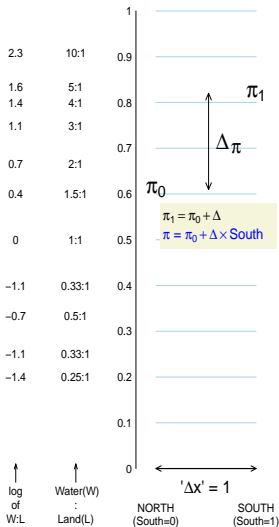 1
2.3 10:1 0.9
1.6 5:1
1.4 4:1 0.8 π1
1.1 3:1
0.7 Δπ
0.7 2:1
0.4 1.5:1 0.6 π0
π1 = π0 + Δ
π = π0 + Δ × South
0 1:1 0.5
−1.1 0.33:1 0.4
−0.7 0.5:1
0.3
−1.1 0.33:1
−1.4 0.25:1 0.2
0.1
0
'Δx' = 1
log Water(W)
of : NORTH SOUTH
W:L Land(L) (South=0) (South=1)